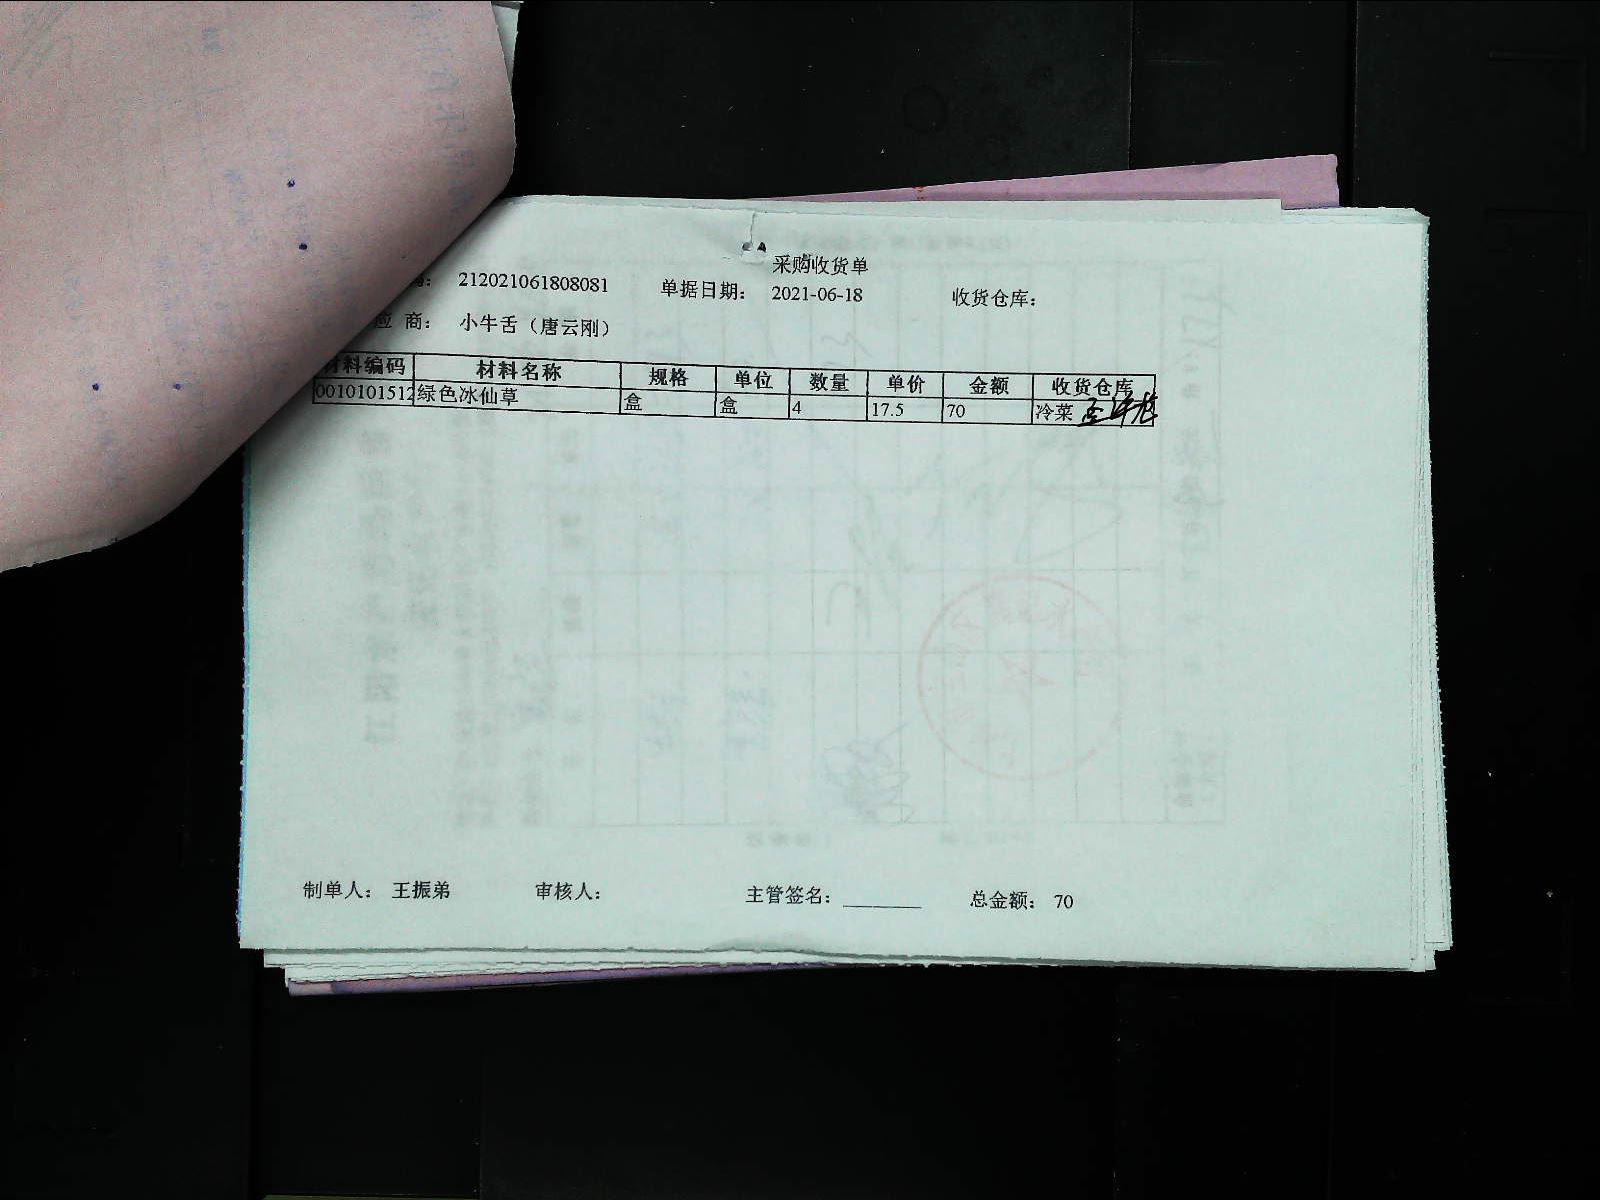 采购收货单
212021061808081 单据日期： 2021-06-18 收货仓库：
应 商： 小牛舌（唐云刚）
材料编码 材料名称 规格 单位 数量 单价 金额 收货仓库
0010101512 绿色冰仙草 盒 盒 4 17.5 70 冷菜
制单人： 王振弟 审核人： 主管签名：________ 总金额： 70